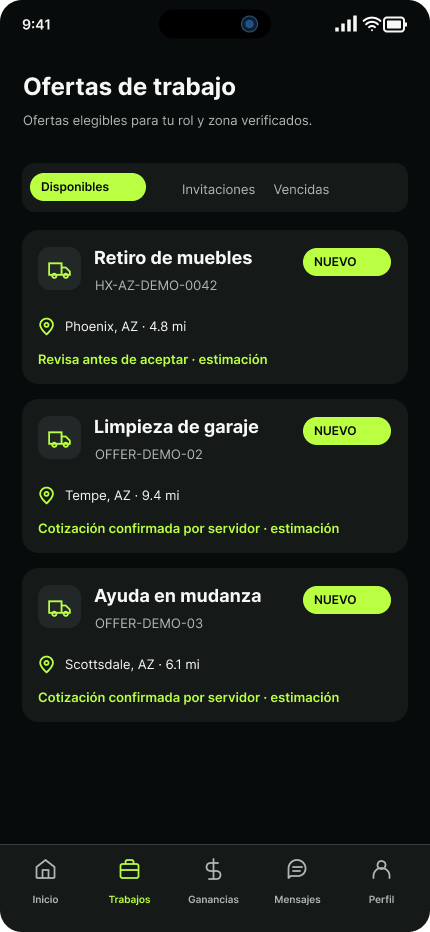 9:41
Ofertas de trabajo
Ofertas elegibles para tu rol y zona verificados.
Disponibles Invitaciones Vencidas
Retiro de muebles NUEVO
HX-AZ-DEMO-0042
Phoenix, AZ · 4.8 mi
Revisa antes de aceptar · estimación
Limpieza de garaje NUEVO
OFFER-DEMO-02
Tempe, AZ · 9.4 mi
Cotización confirmada por servidor · estimación
Ayuda en mudanza NUEVO
OFFER-DEMO-03
Scottsdale, AZ · 6.1 mi
Cotización confirmada por servidor · estimación
Inicio Trabajos Ganancias Mensajes Perfil